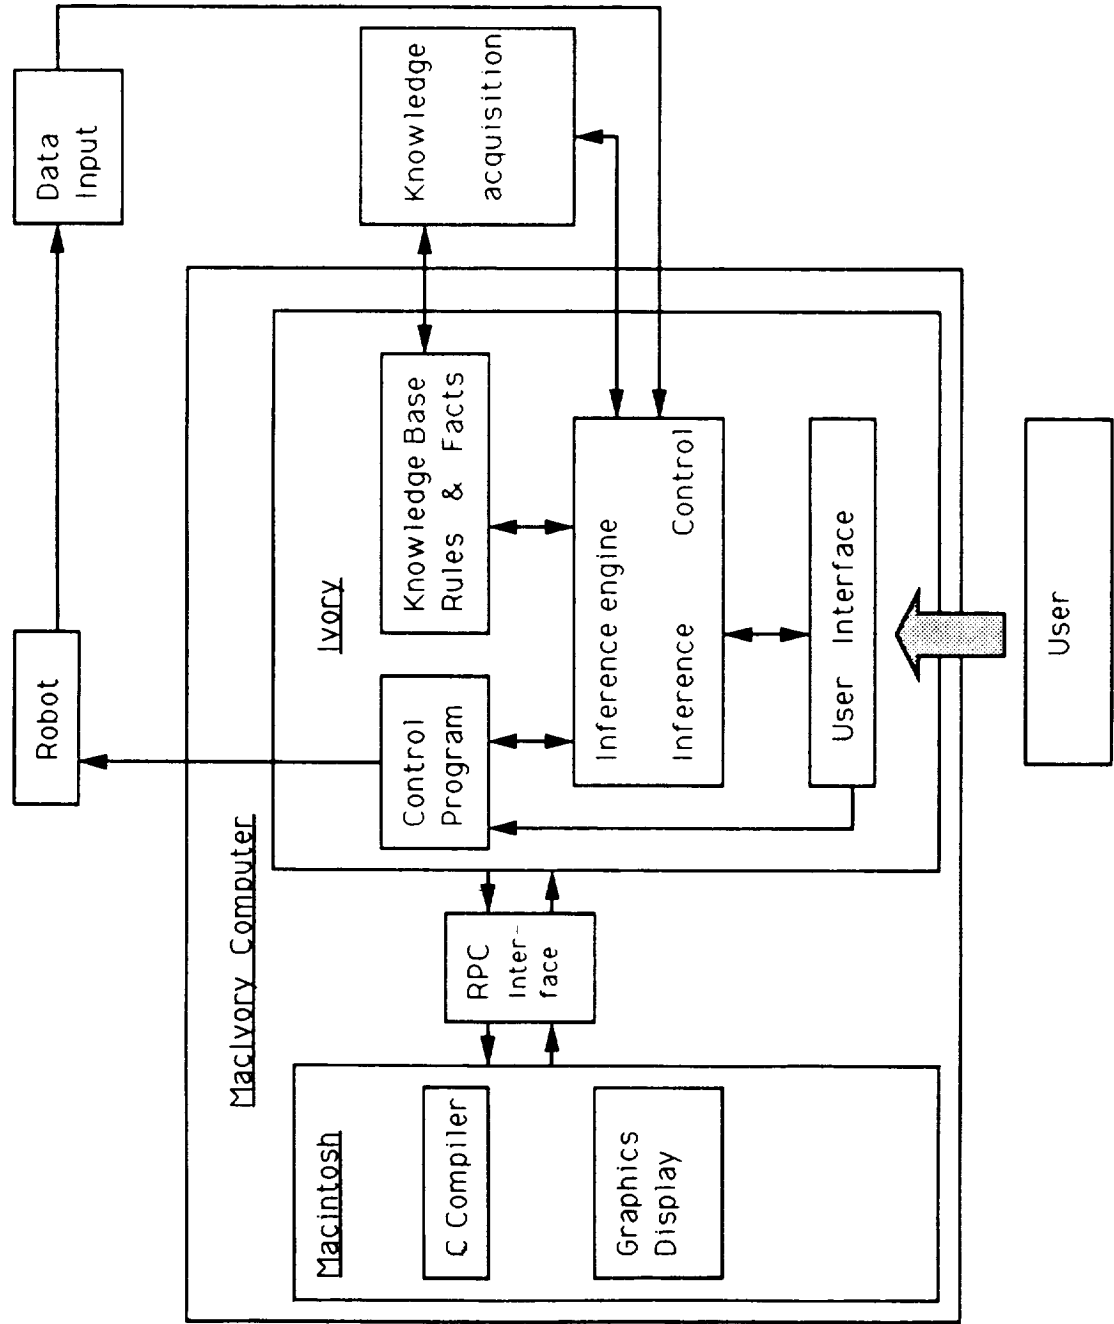 Robot
Data
Input
MacIvory Computer
Macintosh
C Compiler
Graphics
Display
RPC
Inter-
face
Ivory
Control
Program
Knowledge Base
Rules & Facts
Inference engine
Inference Control
User Interface
Knowledge
acquisition
User